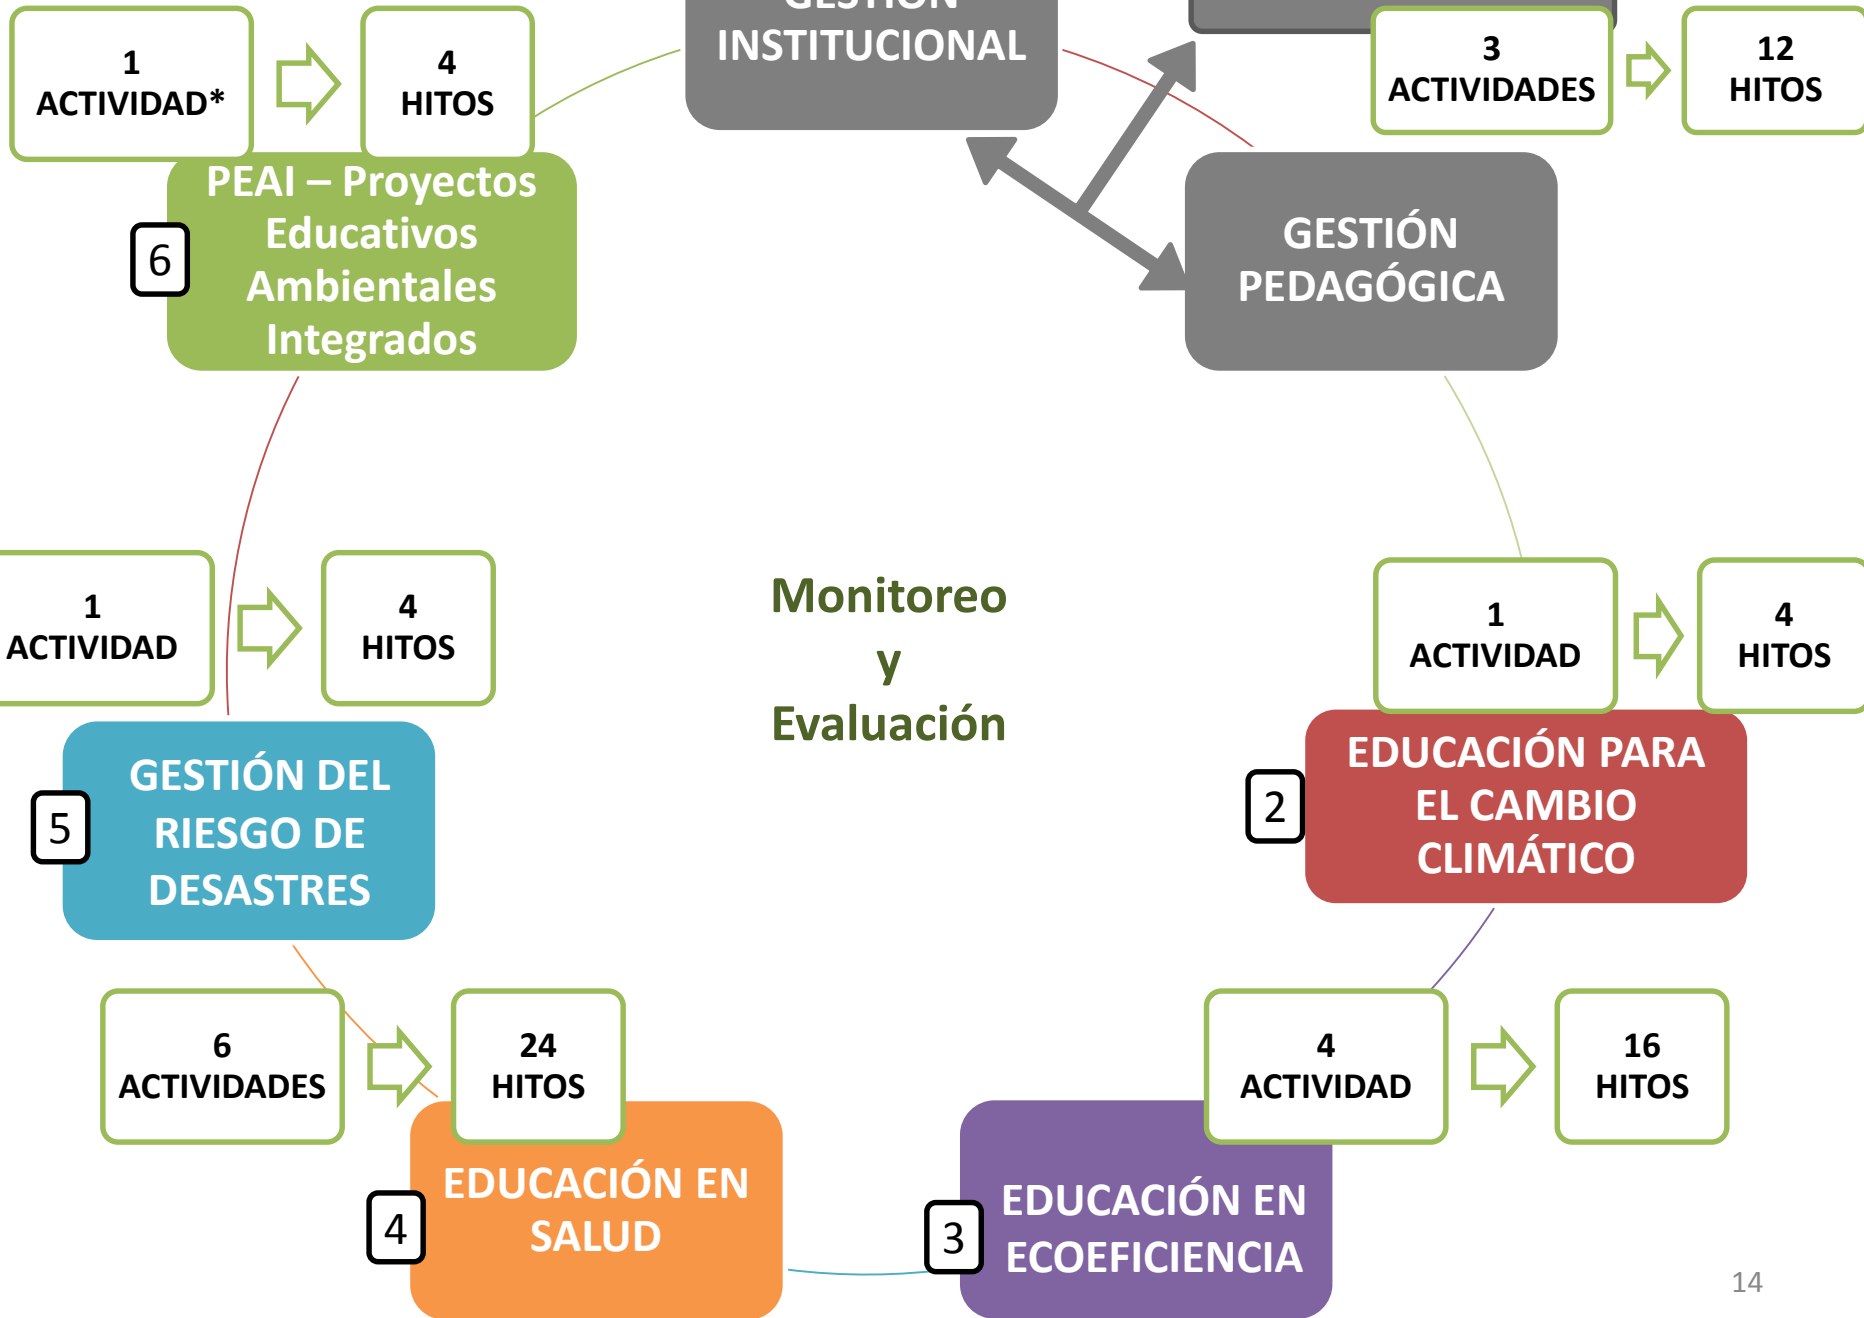 GESTIÓN
INSTITUCIONAL
1
ACTIVIDAD*
4
HITOS
3
ACTIVIDADES
12
HITOS
6
PEAI – Proyectos
Educativos
Ambientales
Integrados
GESTIÓN
PEDAGÓGICA
1
ACTIVIDAD
4
HITOS
Monitoreo
y
Evaluación
1
ACTIVIDAD
4
HITOS
5
GESTIÓN DEL
RIESGO DE
DESASTRES
2
EDUCACIÓN PARA
EL CAMBIO
CLIMÁTICO
6
ACTIVIDADES
24
HITOS
4
ACTIVIDAD
16
HITOS
4
EDUCACIÓN EN
SALUD
3
EDUCACIÓN EN
ECOEFICIENCIA
14